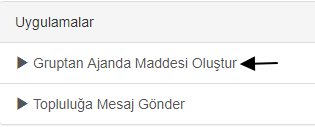 Uygulamalar
Gruptan Ajanda Maddesi Oluştur
Topluluğa Mesaj Gönder